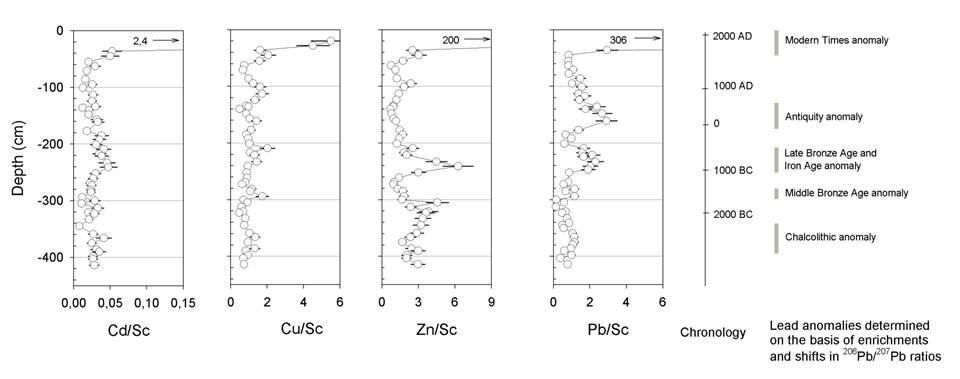 0
-100
-200
-300
-400
Depth (cm)
2,4
0,00 0,05 0,10 0,15
Cd/Sc
0 2 4 6
Cu/Sc
200
0 3 6 9
Zn/Sc
306
0 2 4 6
Pb/Sc
2000 AD
1000 AD
0
1000 BC
2000 BC
Chronology
Modern Times anomaly
Antiquity anomaly
Late Bronze Age and
Iron Age anomaly
Middle Bronze Age anomaly
Chalcolithic anomaly
Lead anomalies determined
on the basis of enrichments
and shifts in ²⁰⁶Pb/²⁰⁷Pb ratios